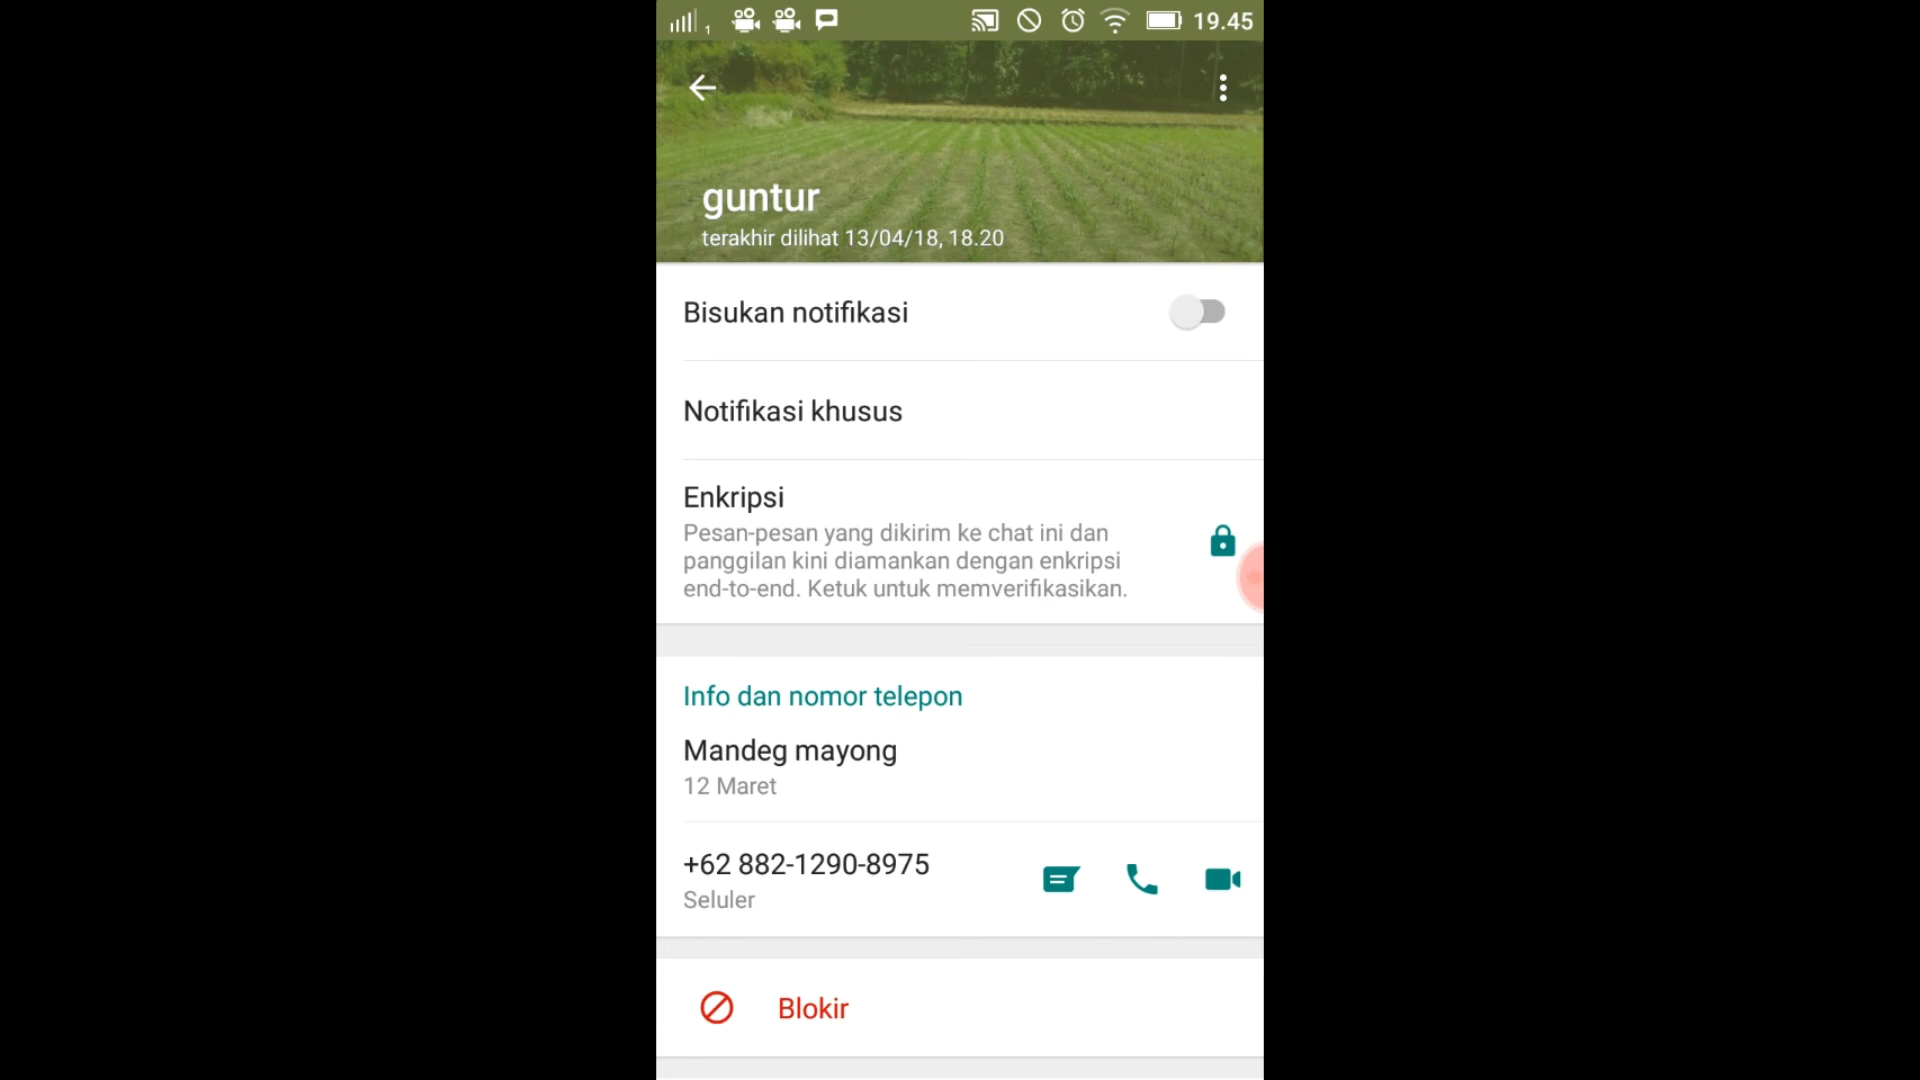 1 19.45
guntur
terakhir dilihat 13/04/18, 18.20
Bisukan notifikasi
Notifikasi khusus
Enkripsi
Pesan-pesan yang dikirim ke chat ini dan
panggilan kini diamankan dengan enkripsi
end-to-end. Ketuk untuk memverifikasikan.
Info dan nomor telepon
Mandeg mayong
12 Maret
+62 882-1290-8975
Seluler
Blokir